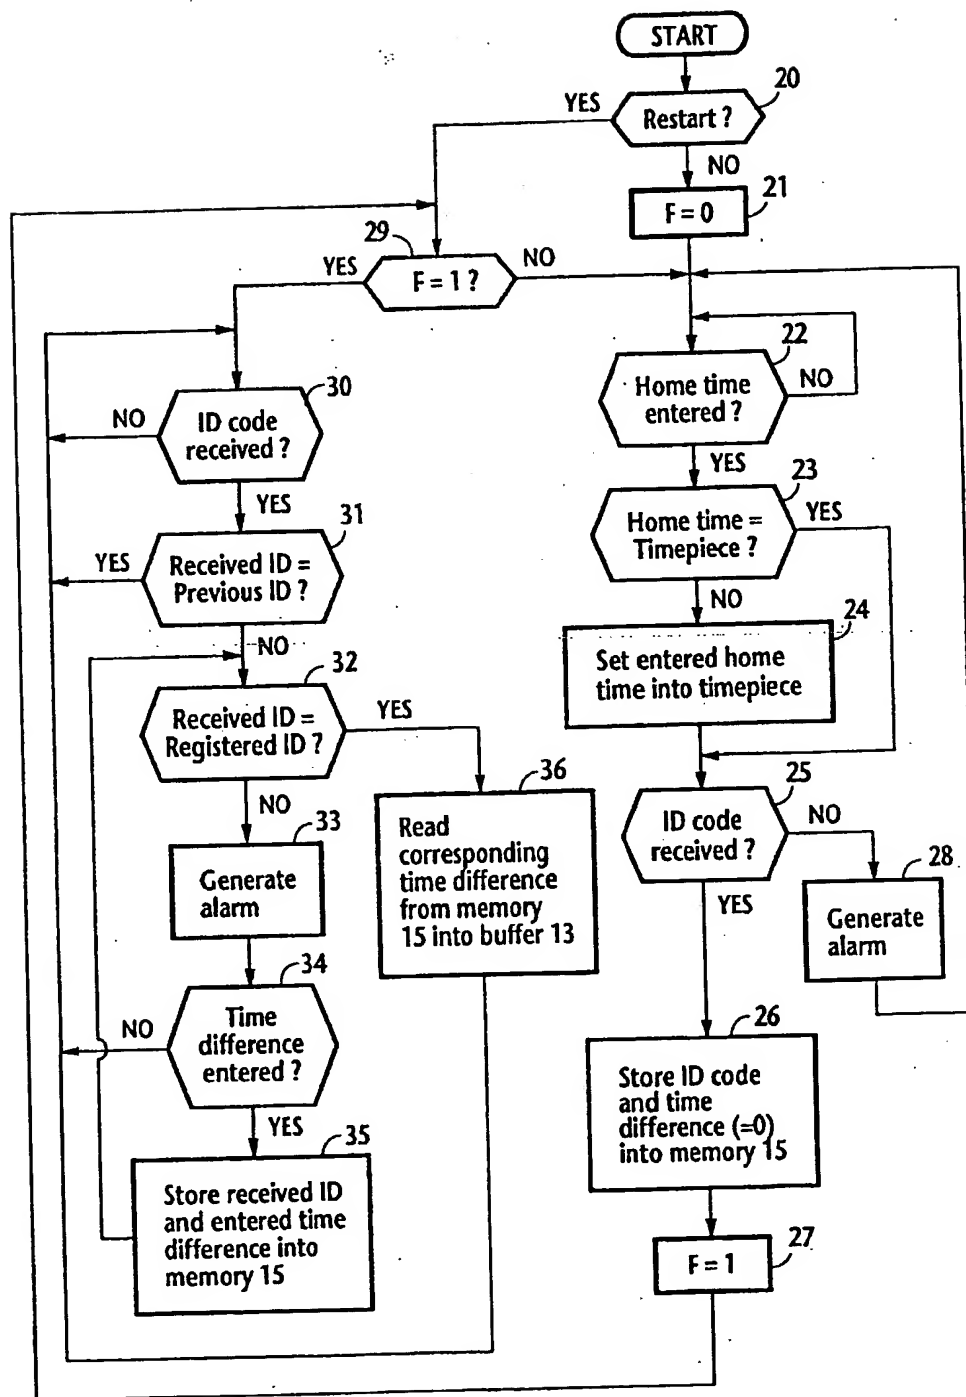 START
20
YES
Restart ?
NO
21
F = 0
29
YES
F = 1 ?
NO
22
Home time
entered ?
NO
YES
30
NO
ID code
received ?
YES
23
Home time =
Timepiece ?
YES
NO
31
YES
Received ID =
Previous ID ?
NO
24
Set entered home
time into timepiece
32
Received ID =
Registered ID ?
YES
NO
25
ID code
received ?
NO
YES
36
Read
corresponding
time difference
from memory
15 into buffer 13
33
Generate
alarm
28
Generate
alarm
34
NO
Time
difference
entered ?
YES
26
Store ID code
and time
difference (=0)
into memory 15
35
Store received ID
and entered time
difference into
memory 15
27
F = 1